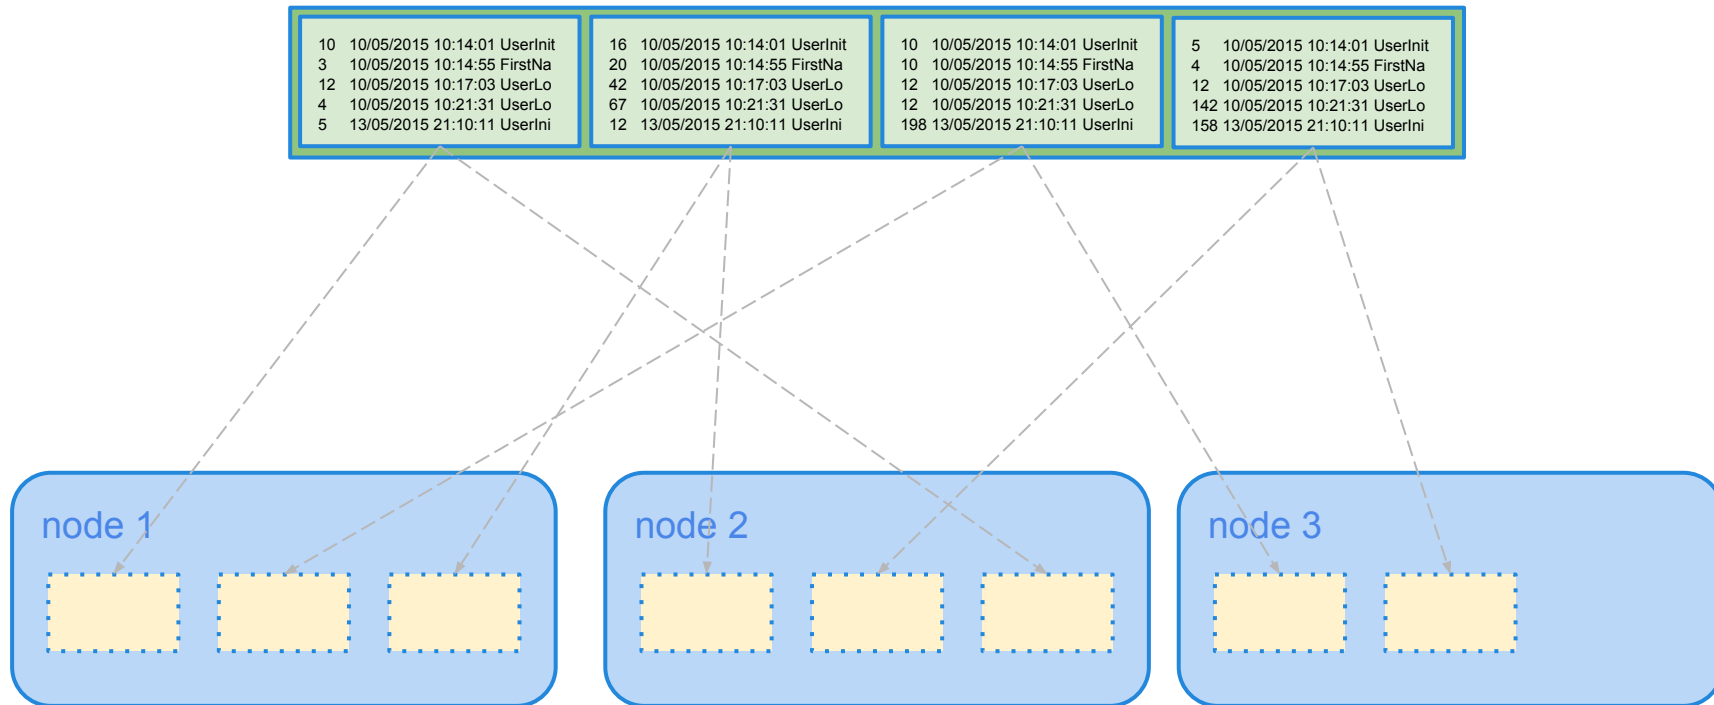 10 10/05/2015 10:14:01 UserInit
3 10/05/2015 10:14:55 FirstNa
12 10/05/2015 10:17:03 UserLo
4 10/05/2015 10:21:31 UserLo
5 13/05/2015 21:10:11 UserIni
16 10/05/2015 10:14:01 UserInit
20 10/05/2015 10:14:55 FirstNa
42 10/05/2015 10:17:03 UserLo
67 10/05/2015 10:21:31 UserLo
12 13/05/2015 21:10:11 UserIni
10 10/05/2015 10:14:01 UserInit
10 10/05/2015 10:14:55 FirstNa
12 10/05/2015 10:17:03 UserLo
12 10/05/2015 10:21:31 UserLo
198 13/05/2015 21:10:11 UserIni
5 10/05/2015 10:14:01 UserInit
4 10/05/2015 10:14:55 FirstNa
12 10/05/2015 10:17:03 UserLo
142 10/05/2015 10:21:31 UserLo
158 13/05/2015 21:10:11 UserIni
node 1
node 2
node 3